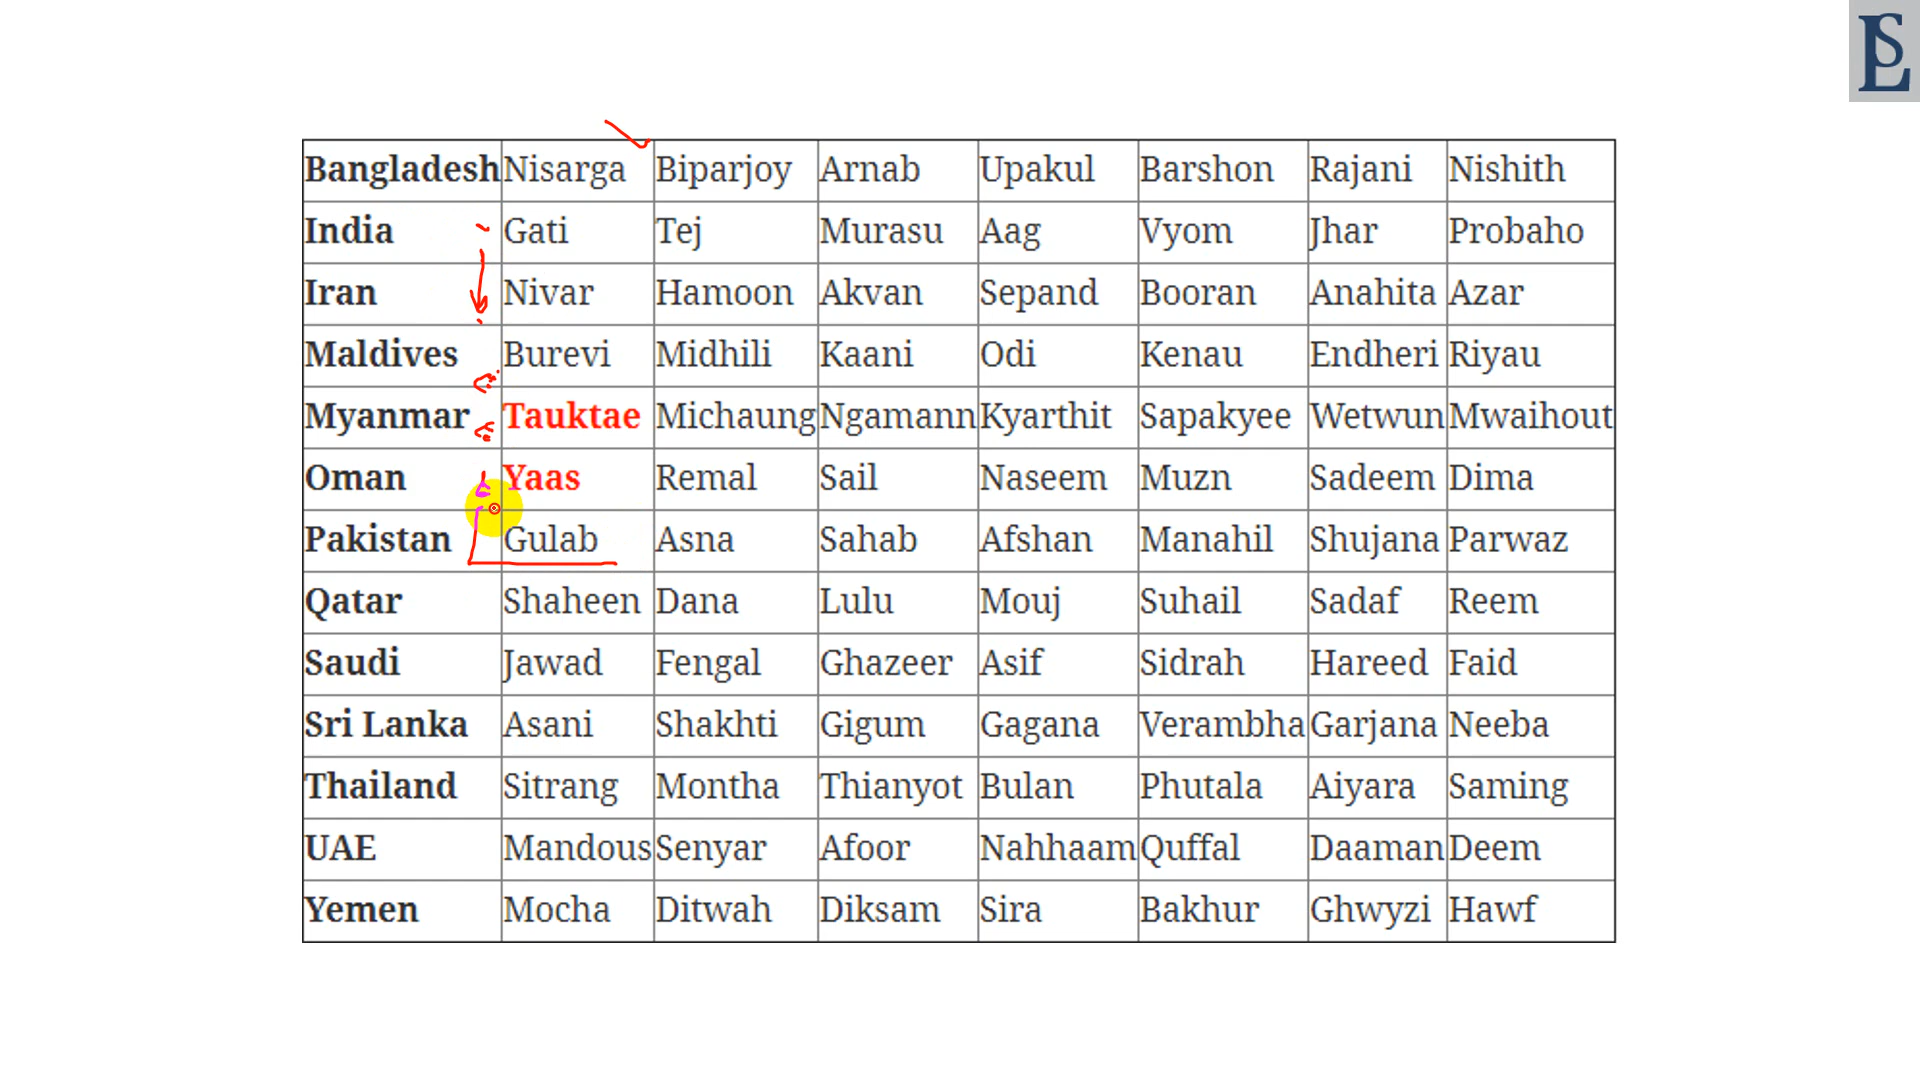 LS
Bangladesh Nisarga Biparjoy Arnab Upakul Barshon Rajani Nishith
India Gati Tej Murasu Aag Vyom Jhar Probaho
Iran Nivar Hamoon Akvan Sepand Booran Anahita Azar
Maldives Burevi Midhili Kaani Odi Kenau Endheri Riyau
Myanmar Tauktae Michaung Ngamann Kyarthit Sapakyee Wetwun Mwaihout
Oman Yaas Remal Sail Naseem Muzn Sadeem Dima
Pakistan Gulab Asna Sahab Afshan Manahil Shujana Parwaz
Qatar Shaheen Dana Lulu Mouj Suhail Sadaf Reem
Saudi Jawad Fengal Ghazeer Asif Sidrah Hareed Faid
Sri Lanka Asani Shakhti Gigum Gagana Verambha Garjana Neeba
Thailand Sitrang Montha Thianyot Bulan Phutala Aiyara Saming
UAE Mandous Senyar Afoor Nahhaam Quffal Daaman Deem
Yemen Mocha Ditwah Diksam Sira Bakhur Ghwyzi Hawf